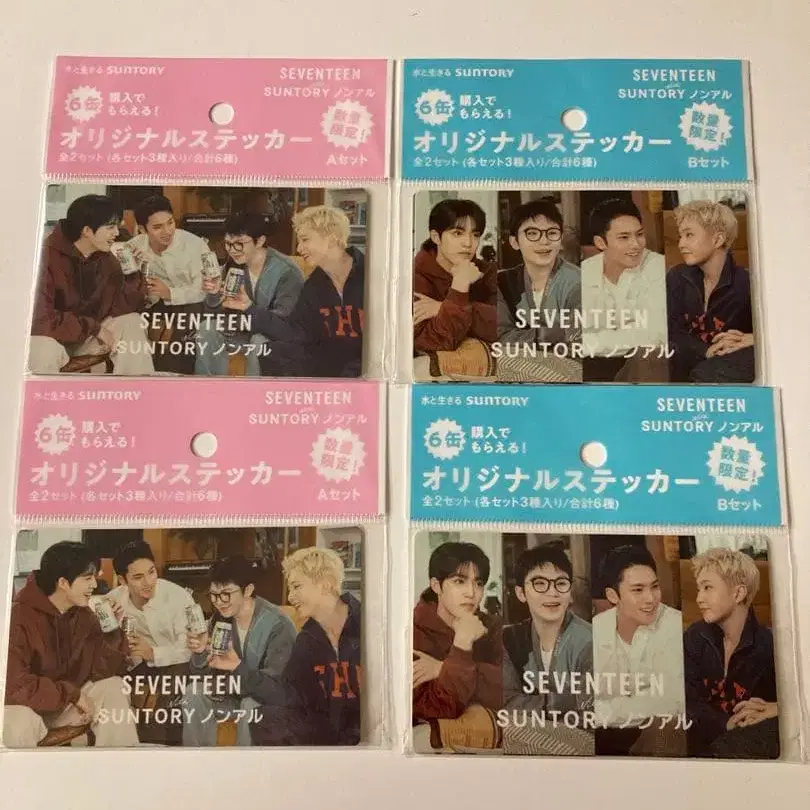 水と生きる SUNTORY
SEVENTEEN
with
SUNTORY ノンアル
6缶 購入で
もらえる!
オリジナルステッカー
全2セット (各セット3種入り/合計6種)
数量
限定!
Aセット
SEVENTEEN
with
SUNTORY ノンアル
水と生きる SUNTORY
SEVENTEEN
with
SUNTORY ノンアル
6缶 購入で
もらえる!
オリジナルステッカー
全2セット (各セット3種入り/合計6種)
数量
限定!
Bセット
SEVENTEEN
with
SUNTORY ノンアル
水と生きる SUNTORY
SEVENTEEN
with
SUNTORY ノンアル
6缶 購入で
もらえる!
オリジナルステッカー
全2セット (各セット3種入り/合計6種)
数量
限定!
Aセット
SEVENTEEN
with
SUNTORY ノンアル
水と生きる SUNTORY
SEVENTEEN
with
SUNTORY ノンアル
6缶 購入で
もらえる!
オリジナルステッカー
全2セット (各セット3種入り/合計6種)
数量
限定!
Bセット
SEVENTEEN
with
SUNTORY ノンアル